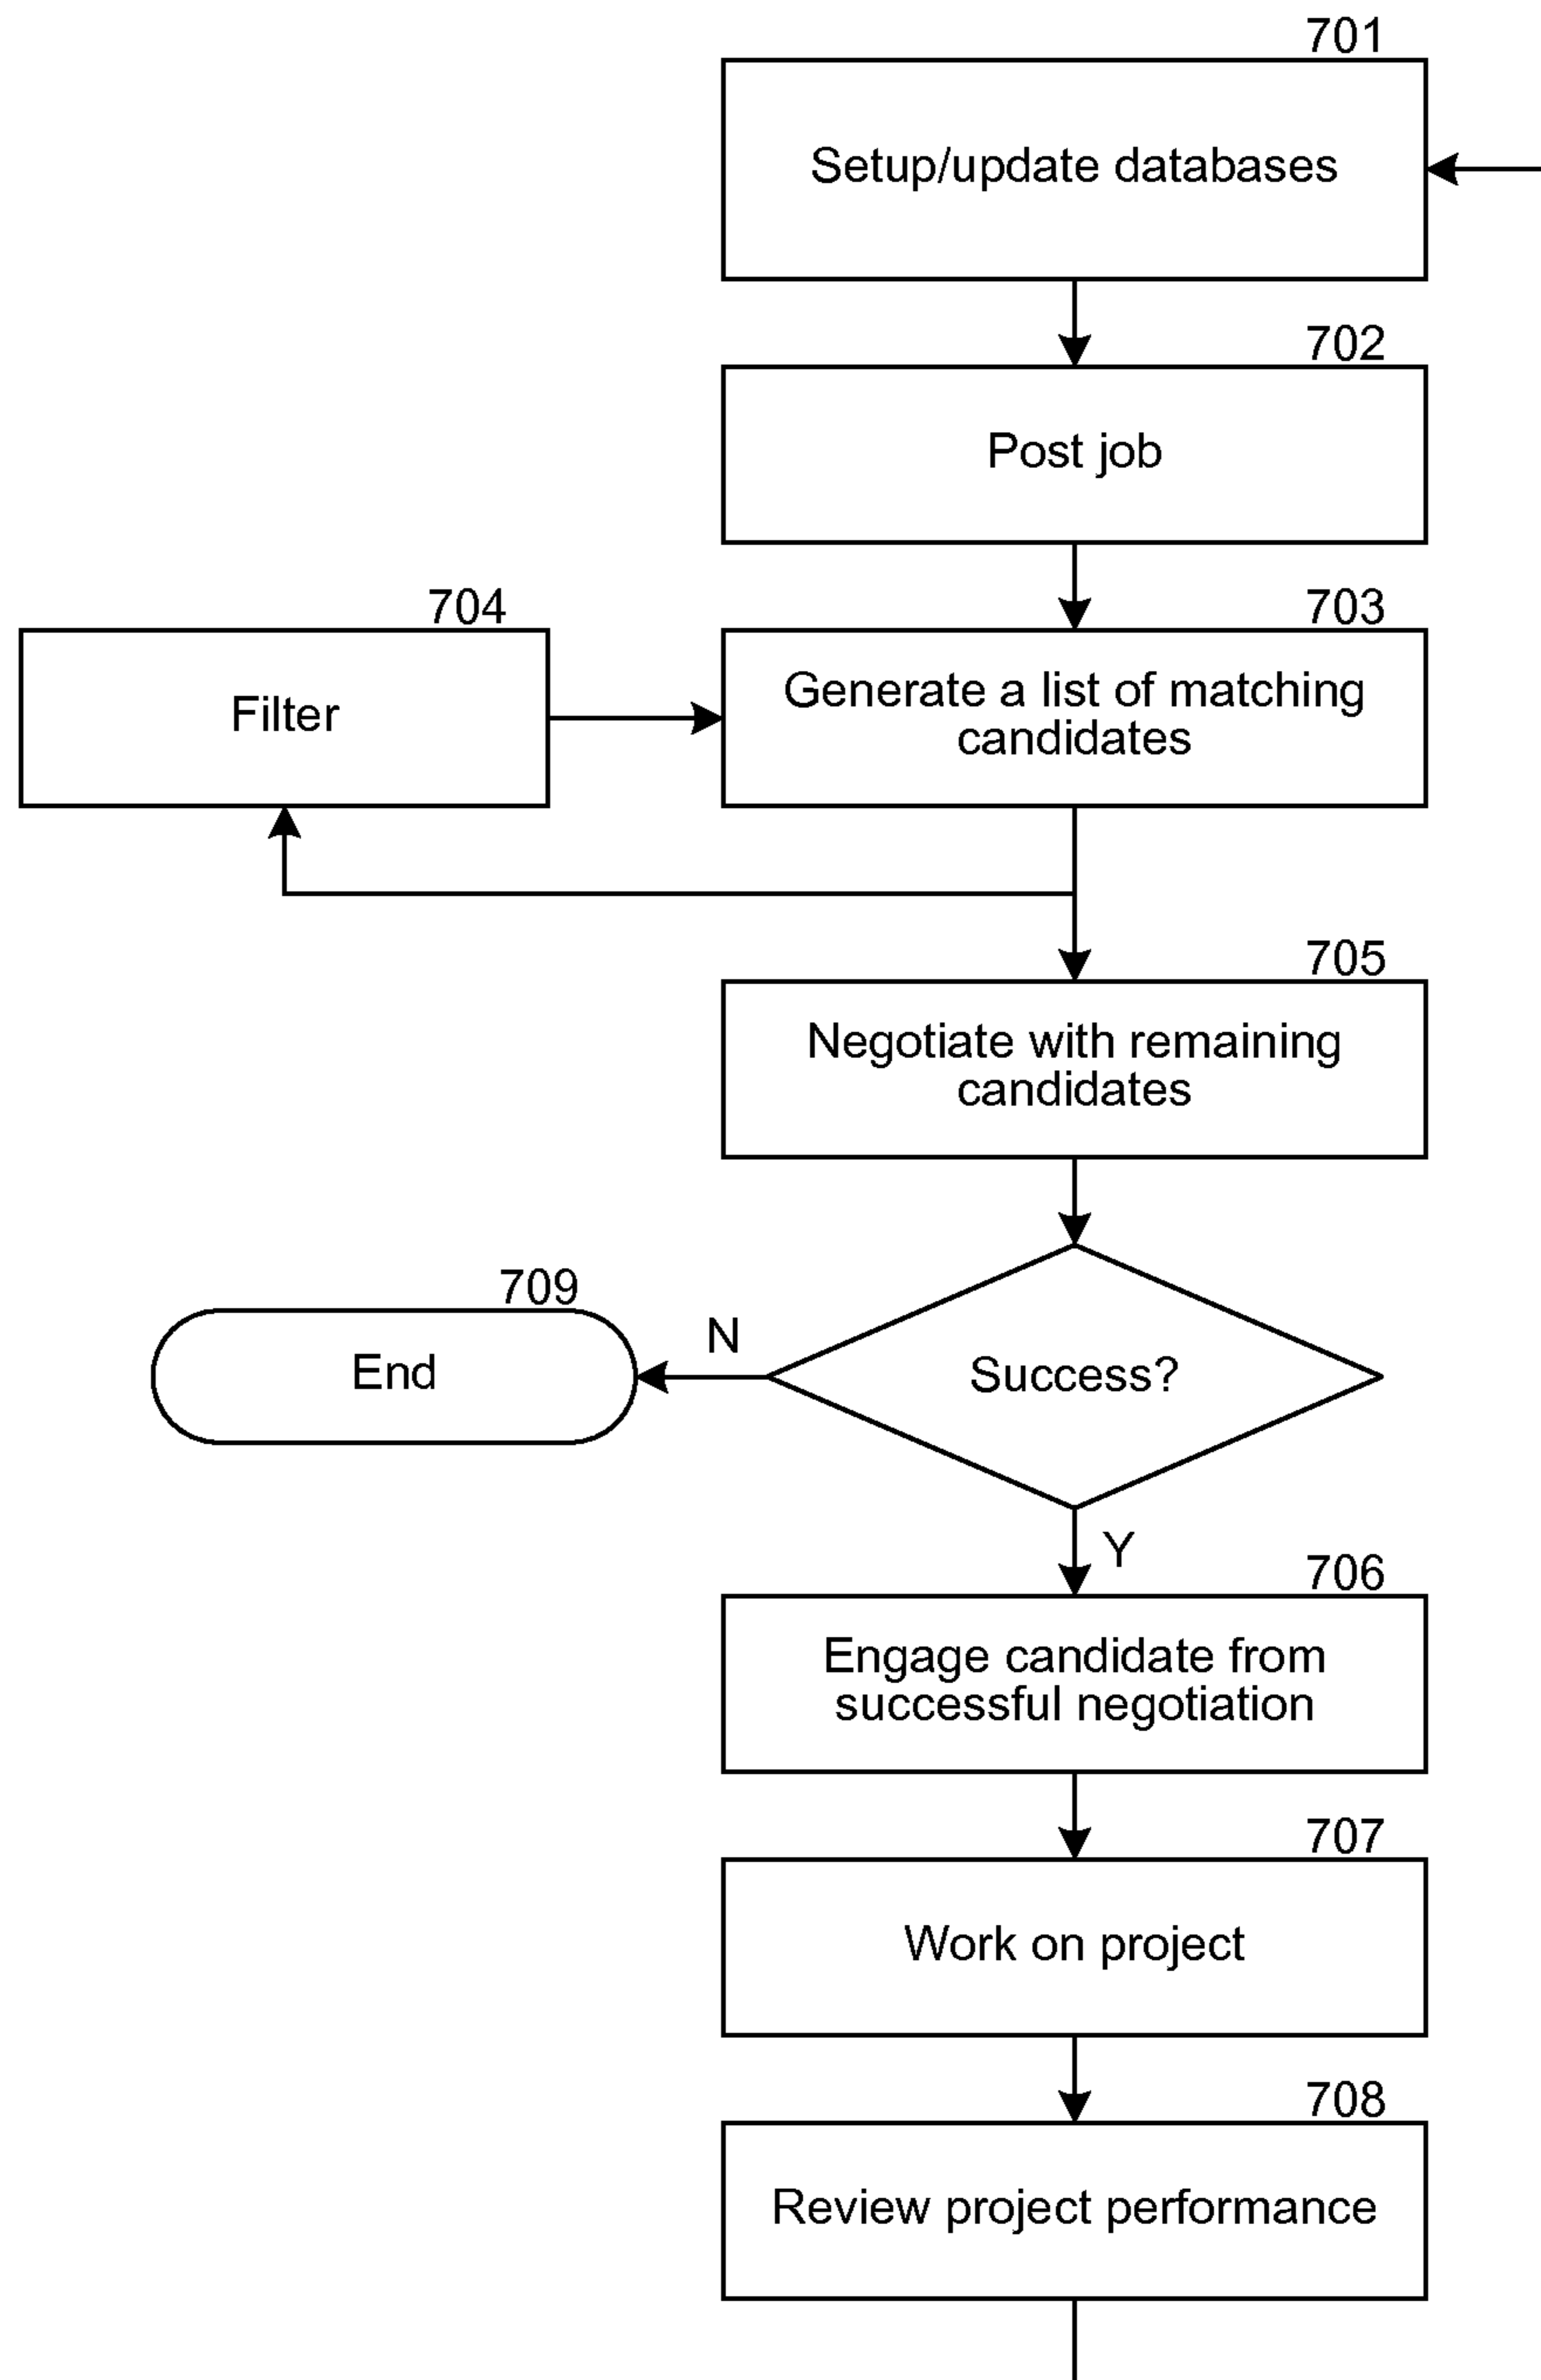 701
Setup/update databases
702
Post job
704
Filter
703
Generate a list of matching
candidates
705
Negotiate with remaining
candidates
709
End
N
Success?
Y
706
Engage candidate from
successful negotiation
707
Work on project
708
Review project performance